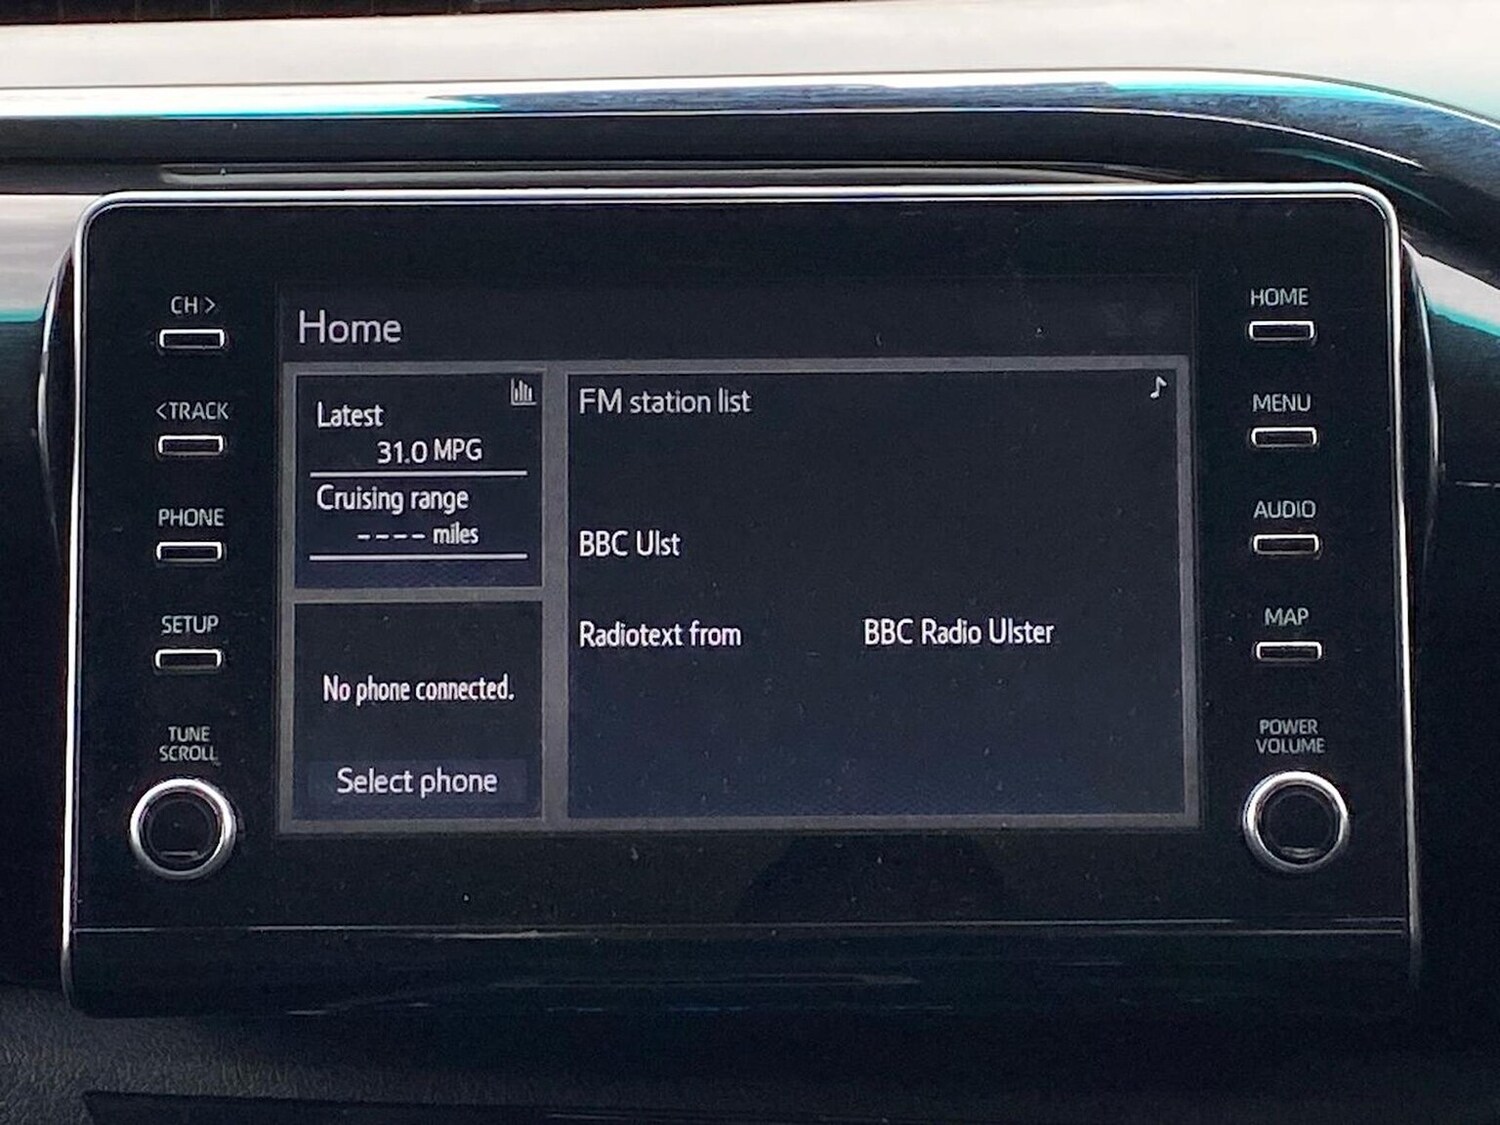 CH >
<TRACK
PHONE
SETUP
TUNE
SCROLL
Home
Latest
31.0 MPG
Cruising range
---- miles
No phone connected.
Select phone
FM station list
BBC Ulst
Radiotext from BBC Radio Ulster
HOME
MENU
AUDIO
MAP
POWER
VOLUME